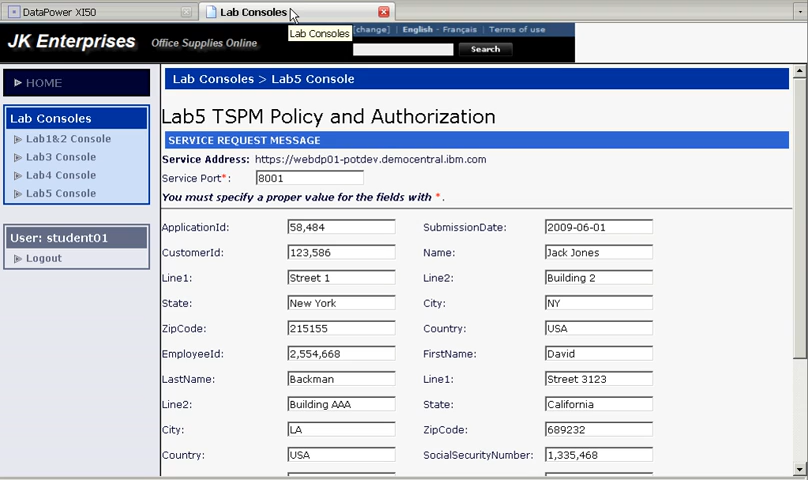 DataPower XI50
Lab Consoles
Lab Consoles
JK Enterprises
Office Supplies Online
[change] English - Français Terms of use
Search
HOME
Lab Consoles
Lab1&2 Console
Lab3 Console
Lab4 Console
Lab5 Console
User: student01
Logout
Lab Consoles > Lab5 Console
Lab5 TSPM Policy and Authorization
SERVICE REQUEST MESSAGE
Service Address: https://webdp01-potdev.democentral.ibm.com
Service Port*: 8001
You must specify a proper value for the fields with *.
ApplicationId: 58,484 SubmissionDate: 2009-06-01
CustomerId: 123,586 Name: Jack Jones
Line1: Street 1 Line2: Building 2
State: New York City: NY
ZipCode: 215155 Country: USA
EmployeeId: 2,554,668 FirstName: David
LastName: Backman Line1: Street 3123
Line2: Building AAA State: California
City: LA ZipCode: 689232
Country: USA SocialSecurityNumber: 1,335,468